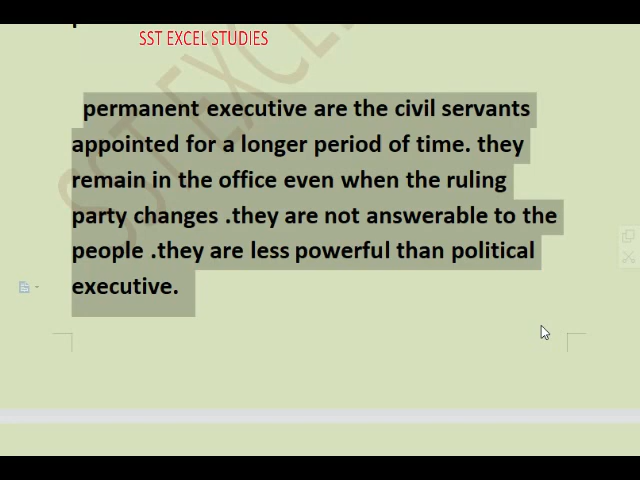 SST EXCEL STUDIES
permanent executive are the civil servants
appointed for a longer period of time. they
remain in the office even when the ruling
party changes .they are not answerable to the
people .they are less powerful than political
executive.
SST EXCEL